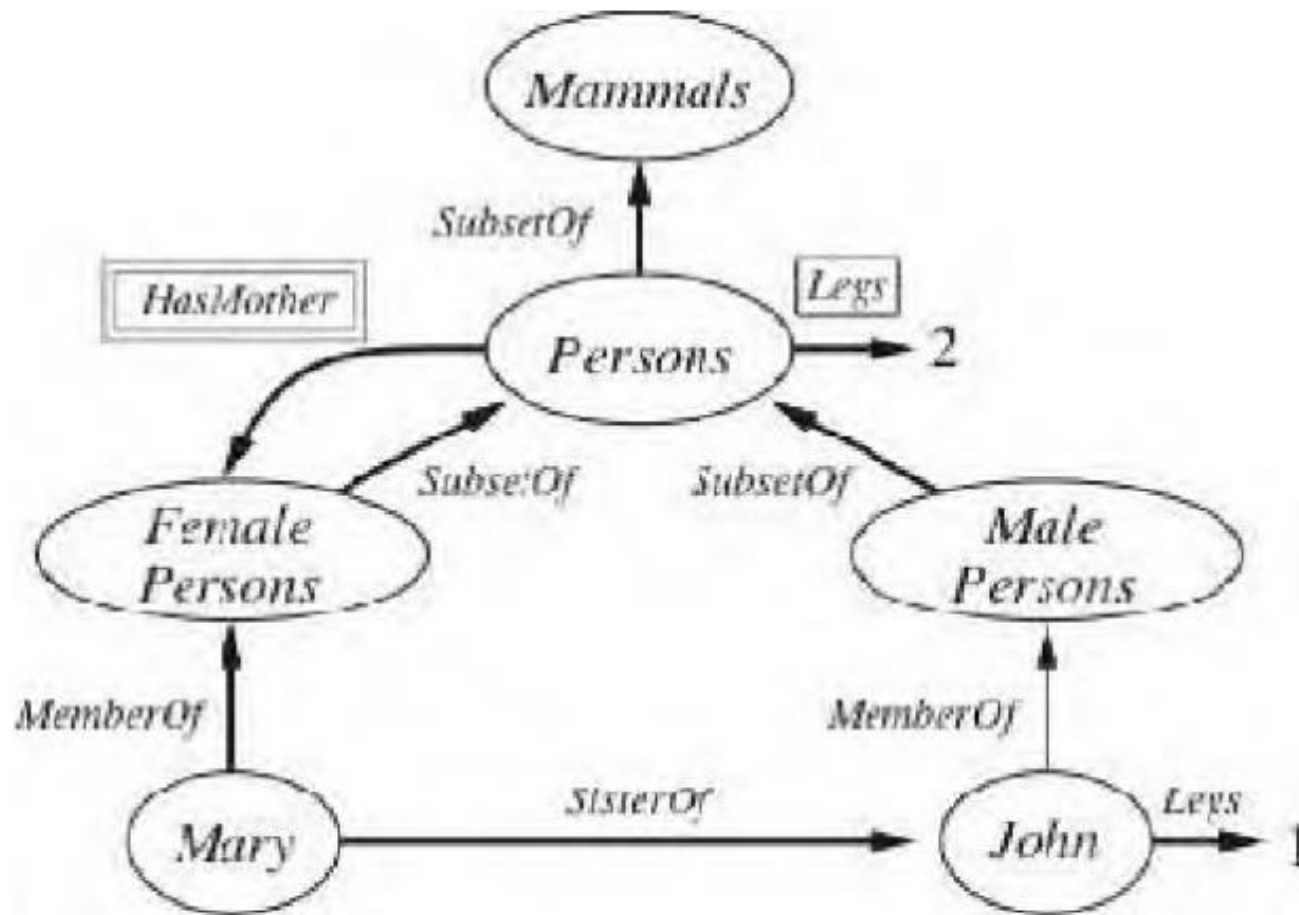 Mammals
SubsetOf
HasMother
Legs
Persons
2
SubsetOf
SubsetOf
Female
Persons
Male
Persons
MemberOf
MemberOf
SisterOf
Legs
Mary
John
1